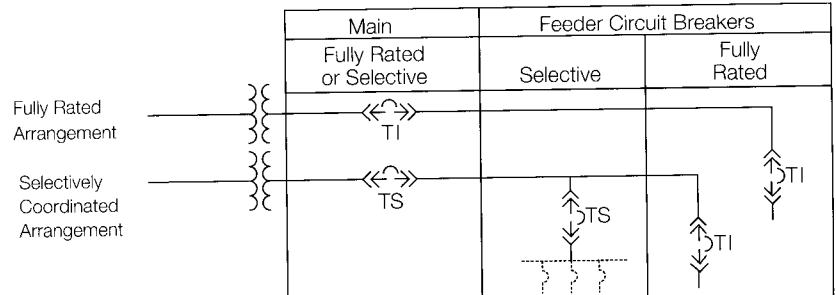 Main
Feeder Circuit Breakers
Fully Rated
or Selective
Selective
Fully
Rated
Fully Rated
Arrangement
TI
TI
Selectively
Coordinated
Arrangement
TS
TS
TI